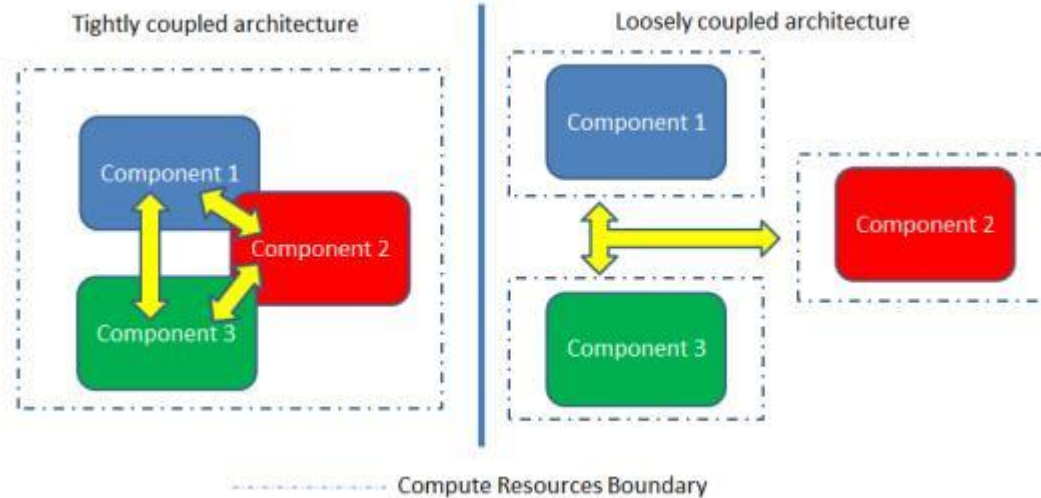 Tightly coupled architecture
Component 1
Component 2
Component 3
Loosely coupled architecture
Component 1
Component 2
Component 3
Compute Resources Boundary